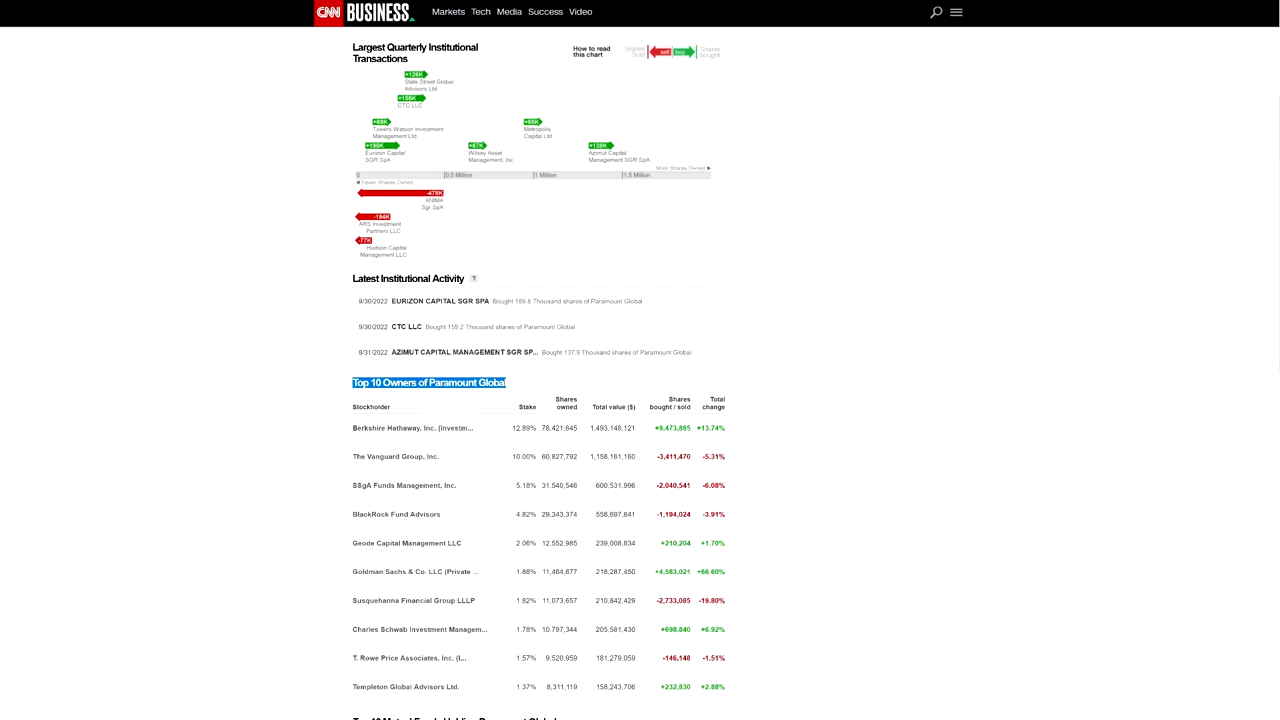 CNN BUSINESS Markets Tech Media Success Video
Largest Quarterly Institutional
Transactions
How to read
this chart
Shares
Sold
sell
buy
Shares
bought
+126K
State Street Global
Advisors Ltd
+155K
CTC LLC
+69K
Towers Watson Investment
Management Ltd
+65K
Metropolis
Capital Ltd
+190K
Eurizon Capital
SGR SpA
+67K
Wilsey Asset
Management, Inc
+138K
Azimut Capital
Management SGR SpA
More Shares Owned ►
0 |0.5 Million |1 Million |1.5 Million
◄ Fewer Shares Owned
-478K
ANIMA
Sgr SpA
-194K
ARS Investment
Partners LLC
-77K
Hudson Capital
Management LLC
Latest Institutional Activity ?
9/30/2022 EURIZON CAPITAL SGR SPA Bought 189.8 Thousand shares of Paramount Global
9/30/2022 CTC LLC Bought 155.2 Thousand shares of Paramount Global
8/31/2022 AZIMUT CAPITAL MANAGEMENT SGR SP... Bought 137.9 Thousand shares of Paramount Global
Top 10 Owners of Paramount Global
Stockholder Stake Shares owned Total value ($) Shares bought / sold Total change
Berkshire Hathaway, Inc. (Investm... 12.89% 78,421,645 1,493,148,121 +9,473,885 +13.74%
The Vanguard Group, Inc. 10.00% 60,827,792 1,158,161,160 -3,411,470 -5.31%
SSgA Funds Management, Inc. 5.18% 31,540,546 600,531,996 -2,040,541 -6.08%
BlackRock Fund Advisors 4.82% 29,343,374 558,697,841 -1,194,024 -3.91%
Geode Capital Management LLC 2.06% 12,552,985 239,008,834 +210,204 +1.70%
Goldman Sachs & Co. LLC (Private ... 1.88% 11,464,677 218,287,450 +4,583,021 +66.60%
Susquehanna Financial Group LLLP 1.82% 11,073,657 210,842,429 -2,733,085 -19.80%
Charles Schwab Investment Managem... 1.78% 10,797,344 205,581,430 +698,840 +6.92%
T. Rowe Price Associates, Inc. (I... 1.57% 9,520,959 181,279,059 -146,148 -1.51%
Templeton Global Advisors Ltd. 1.37% 8,311,119 158,243,706 +232,830 +2.88%
Top 10 Mutual Funds Holding Paramount Global